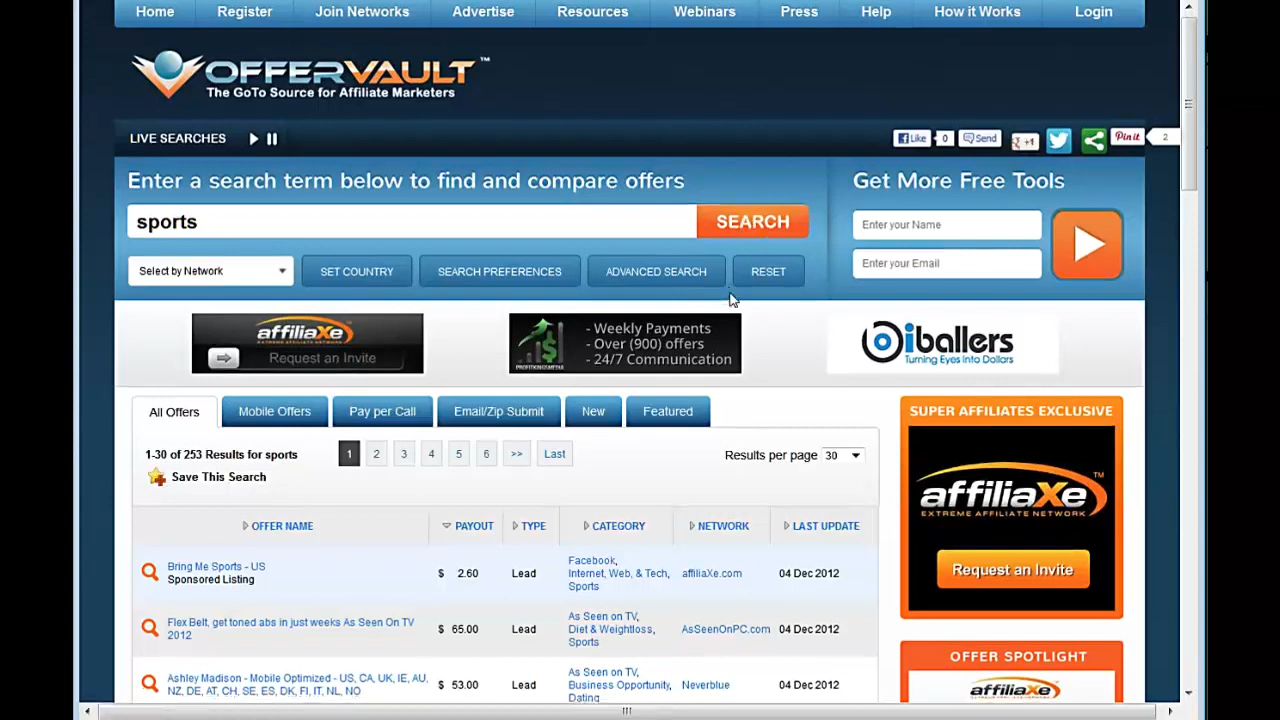 Home Register Join Networks Advertise Resources Webinars Press Help How it Works Login
OFFERVAULT™
The GoTo Source for Affiliate Marketers
LIVE SEARCHES
Like 0 Send +1 Pin it 2
Enter a search term below to find and compare offers
Get More Free Tools
sports
SEARCH
Enter your Name
Enter your Email
Select by Network
SET COUNTRY
SEARCH PREFERENCES
ADVANCED SEARCH
RESET
affiliaXe
EXTREME AFFILIATE NETWORK
Request an Invite
PROFITKINGSMEDIA
- Weekly Payments
- Over (900) offers
- 24/7 Communication
iballers
Turning Eyes Into Dollars
All Offers Mobile Offers Pay per Call Email/Zip Submit New Featured
1-30 of 253 Results for sports
1 2 3 4 5 6 >> Last
Results per page 30
Save This Search
OFFER NAME PAYOUT TYPE CATEGORY NETWORK LAST UPDATE
Bring Me Sports - US
Sponsored Listing
$ 2.60
Lead
Facebook,
Internet, Web, & Tech,
Sports
affiliaXe.com
04 Dec 2012
Flex Belt, get toned abs in just weeks As Seen On TV
2012
$ 65.00
Lead
As Seen on TV,
Diet & Weightloss,
Sports
AsSeenOnPC.com
04 Dec 2012
Ashley Madison - Mobile Optimized - US, CA, UK, IE, AU,
NZ, DE, AT, CH, SE, ES, DK, FI, IT, NL, NO
$ 53.00
Lead
As Seen on TV,
Business Opportunity,
Dating
Neverblue
04 Dec 2012
SUPER AFFILIATES EXCLUSIVE
affiliaXe™
EXTREME AFFILIATE NETWORK
Request an Invite
OFFER SPOTLIGHT
affiliaXe